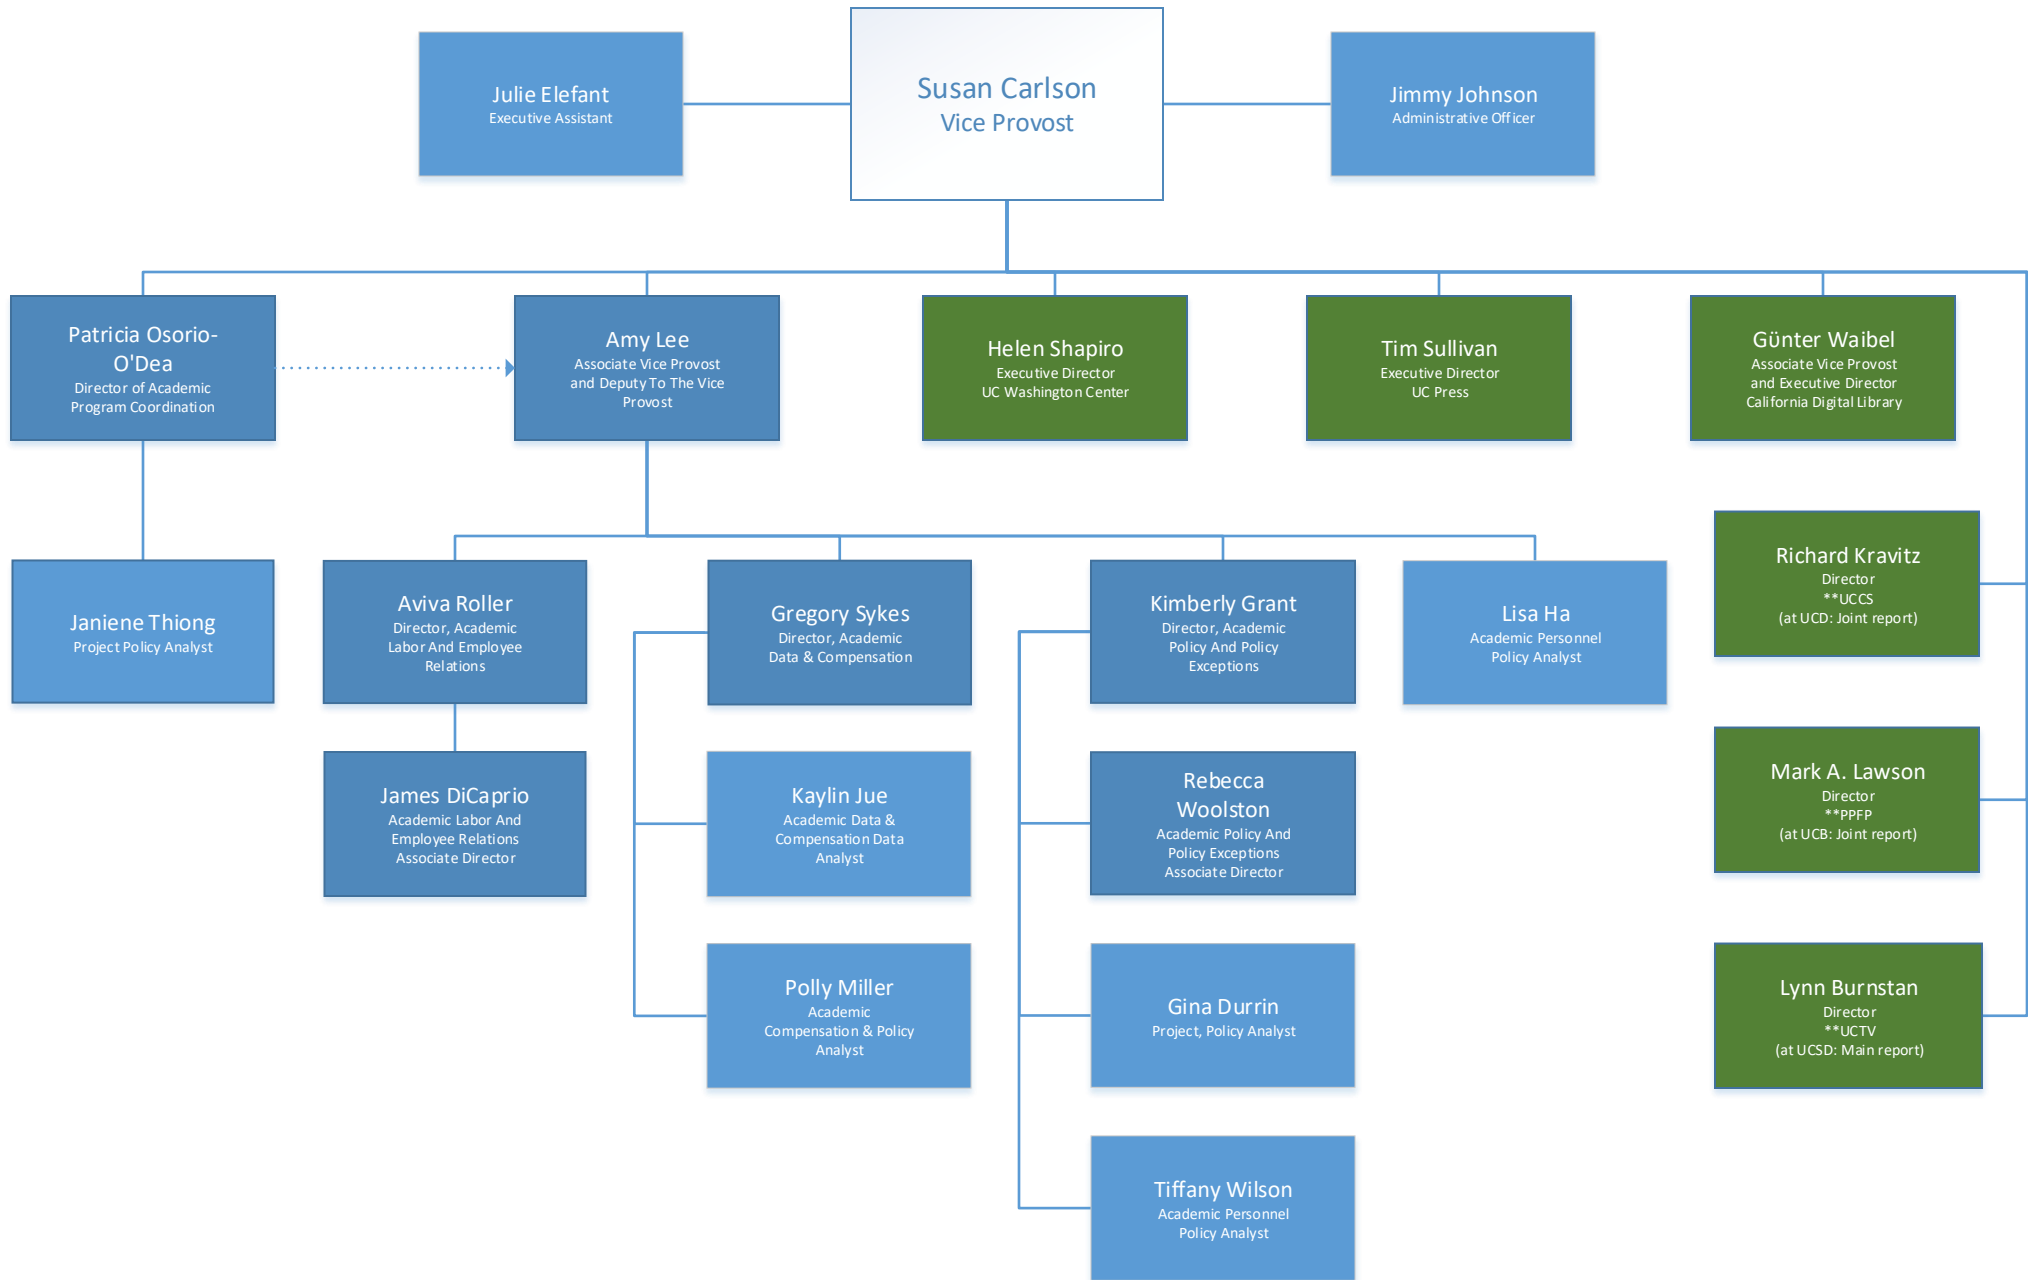 Julie Elefant
Executive Assistant
Susan Carlson
Vice Provost
Jimmy Johnson
Administrative Officer
Patricia Osorio-
O'Dea
Director of Academic
Program Coordination
Amy Lee
Associate Vice Provost
and Deputy To The Vice
Provost
Helen Shapiro
Executive Director
UC Washington Center
Tim Sullivan
Executive Director
UC Press
Günter Waibel
Associate Vice Provost
and Executive Director
California Digital Library
Richard Kravitz
Director
**UCCS
(at UCD: Joint report)
Janiene Thiong
Project Policy Analyst
Aviva Roller
Director, Academic
Labor And Employee
Relations
Gregory Sykes
Director, Academic
Data & Compensation
Kimberly Grant
Director, Academic
Policy And Policy
Exceptions
Lisa Ha
Academic Personnel
Policy Analyst
Mark A. Lawson
Director
**PPFP
(at UCB: Joint report)
James DiCaprio
Academic Labor And
Employee Relations
Associate Director
Kaylin Jue
Academic Data &
Compensation Data
Analyst
Rebecca
Woolston
Academic Policy And
Policy Exceptions
Associate Director
Polly Miller
Academic
Compensation & Policy
Analyst
Gina Durrin
Project, Policy Analyst
Lynn Burnstan
Director
**UCTV
(at UCSD: Main report)
Tiffany Wilson
Academic Personnel
Policy Analyst